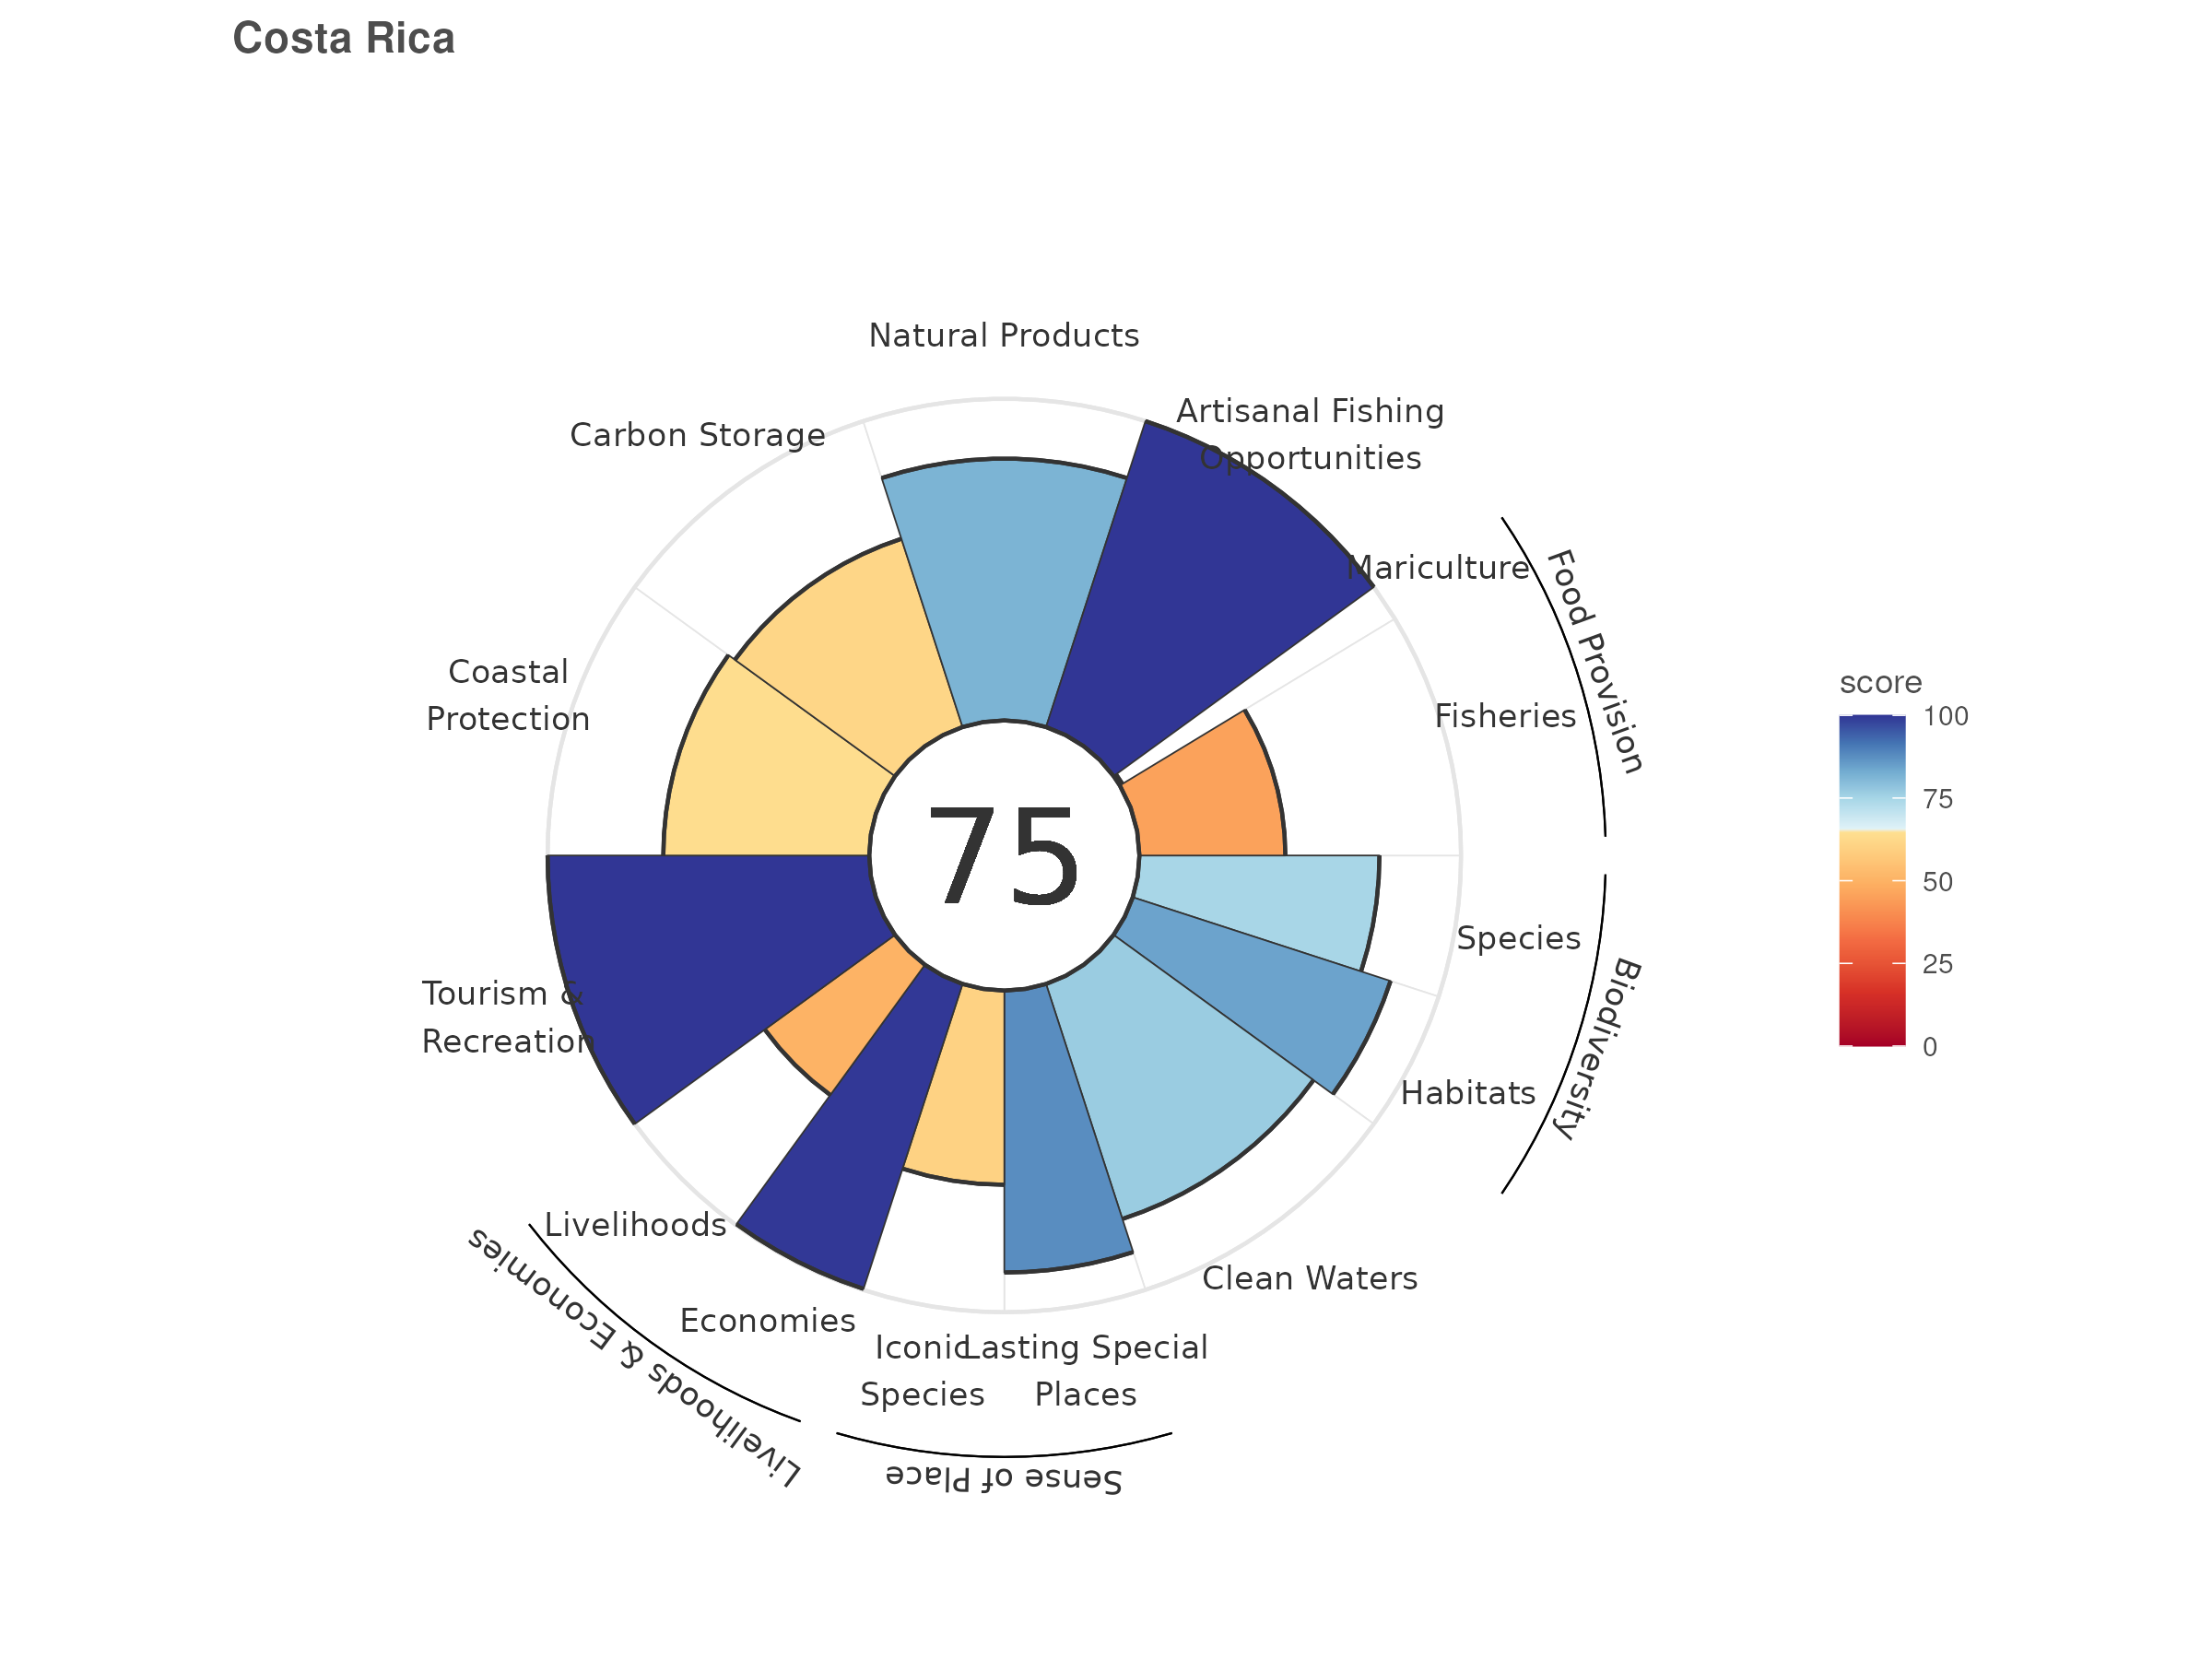 Costa Rica
Natural Products
Artisanal Fishing
Opportunities
Carbon Storage
Mariculture
Food Provision
Fisheries
Coastal
Protection
score
100
75
50
25
0
75
Species
Biodiversity
Habitats
Tourism &
Recreation
Livelihoods
Clean Waters
Economies
Livelihoods & Economies
Iconic
Species
Lasting Special
Places
Sense of Place